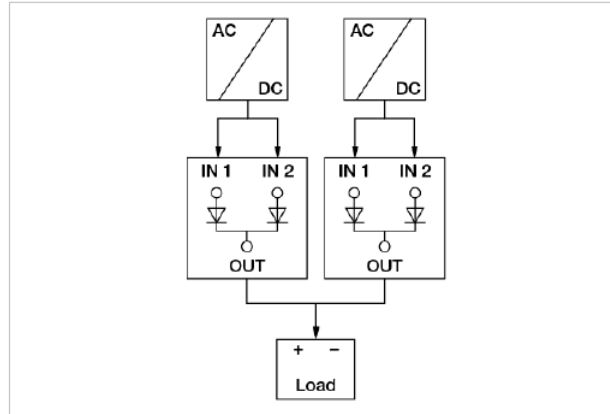 AC AC
DC DC
IN 1 IN 2 IN 1 IN 2
OUT OUT
+ −
Load